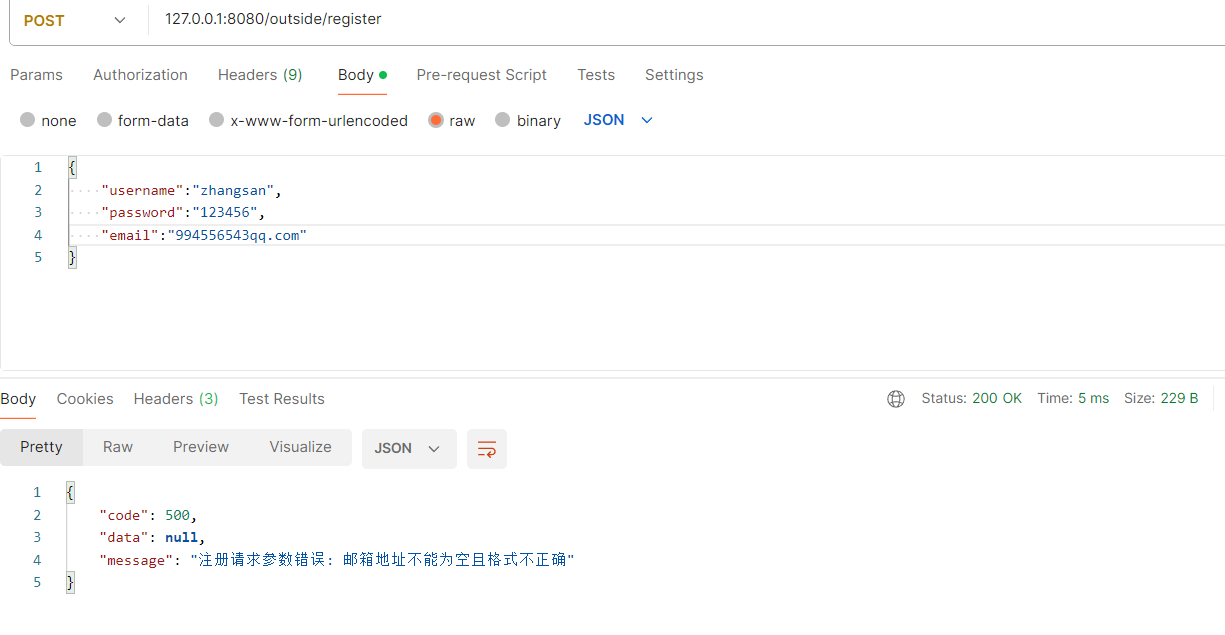 POST 127.0.0.1:8080/outside/register
Params Authorization Headers (9) Body Pre-request Script Tests Settings
none form-data x-www-form-urlencoded raw binary JSON
1 {
2 "username":"zhangsan",
3 "password":"123456",
4 "email":"994556543qq.com"
5 }
Body Cookies Headers (3) Test Results Status: 200 OK Time: 5 ms Size: 229 B
Pretty Raw Preview Visualize JSON
1 {
2 "code": 500,
3 "data": null,
4 "message": "注册请求参数错误: 邮箱地址不能为空且格式不正确"
5 }